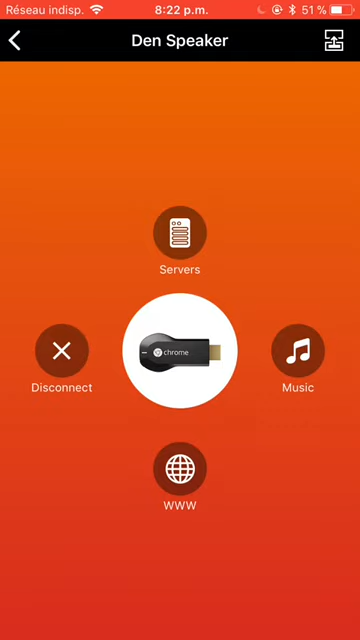 Réseau indisp. 8:22 p.m. 51 %
Den Speaker
Servers
chrome
Disconnect
Music
WWW